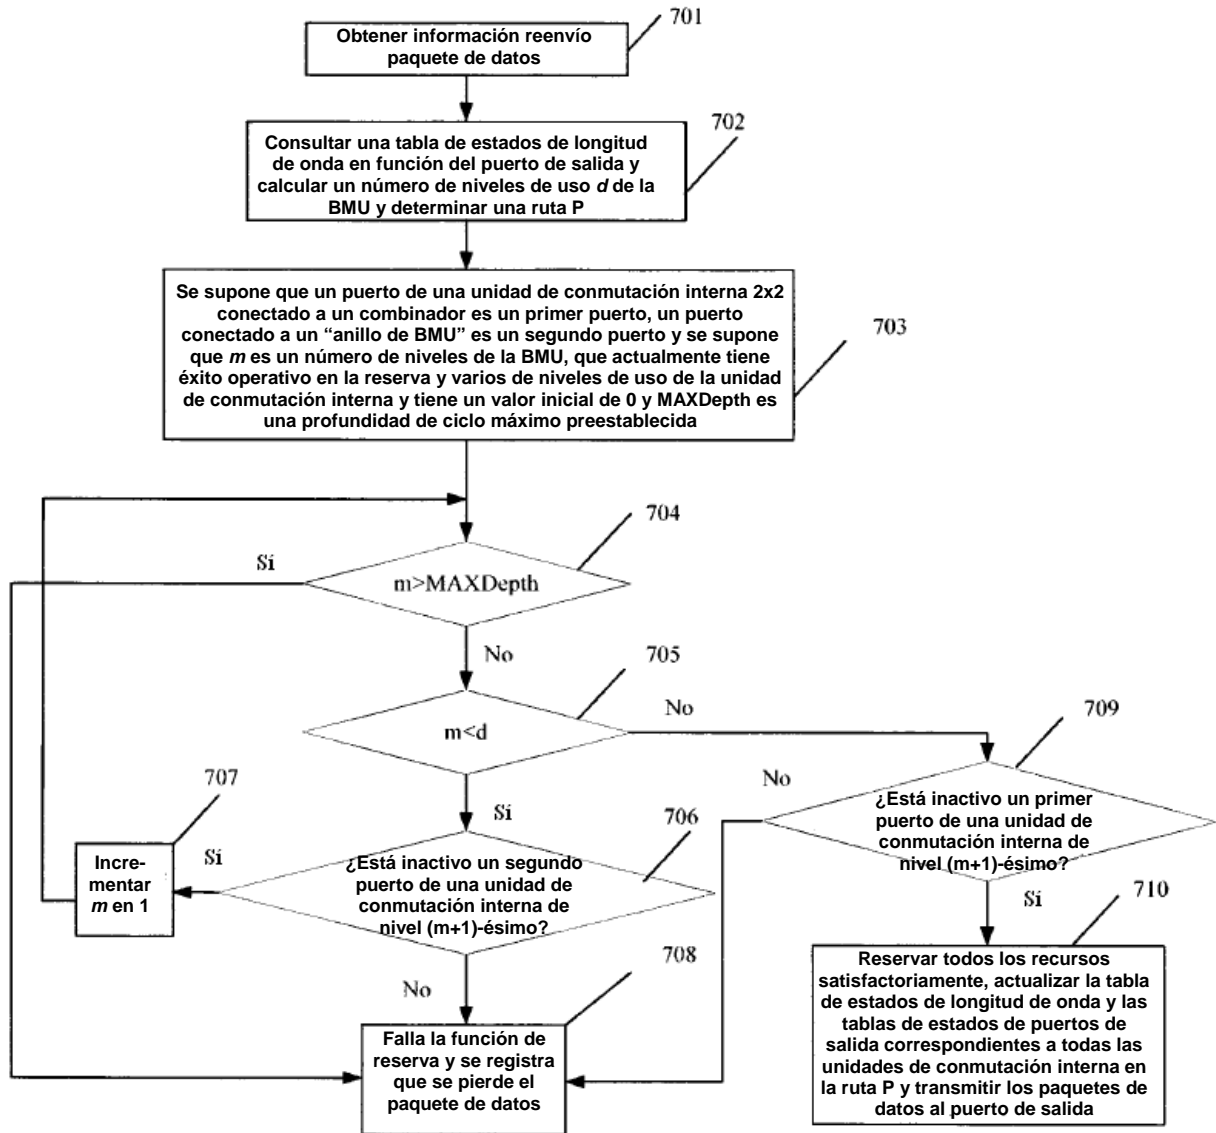 701
Obtener información reenvío
paquete de datos
702
Consultar una tabla de estados de longitud
de onda en función del puerto de salida y
calcular un número de niveles de uso d de la
BMU y determinar una ruta P
703
Se supone que un puerto de una unidad de conmutación interna 2x2
conectado a un combinador es un primer puerto, un puerto
conectado a un “anillo de BMU” es un segundo puerto y se supone
que m es un número de niveles de la BMU, que actualmente tiene
éxito operativo en la reserva y varios de niveles de uso de la unidad
de conmutación interna y tiene un valor inicial de 0 y MAXDepth es
una profundidad de ciclo máximo preestablecida
704
Sí
m>MAXDepth
No
705
m<d
No
709
No
¿Está inactivo un primer
puerto de una unidad de
conmutación interna de
nivel (m+1)-ésimo?
Sí
707
Sí
706
Incre-
mentar
m en 1
¿Está inactivo un segundo
puerto de una unidad de
conmutación interna de
nivel (m+1)-ésimo?
Sí
710
No
708
Falla la función de
reserva y se registra
que se pierde el
paquete de datos
Reservar todos los recursos
satisfactoriamente, actualizar la tabla
de estados de longitud de onda y las
tablas de estados de puertos de
salida correspondientes a todas las
unidades de conmutación interna en
la ruta P y transmitir los paquetes de
datos al puerto de salida